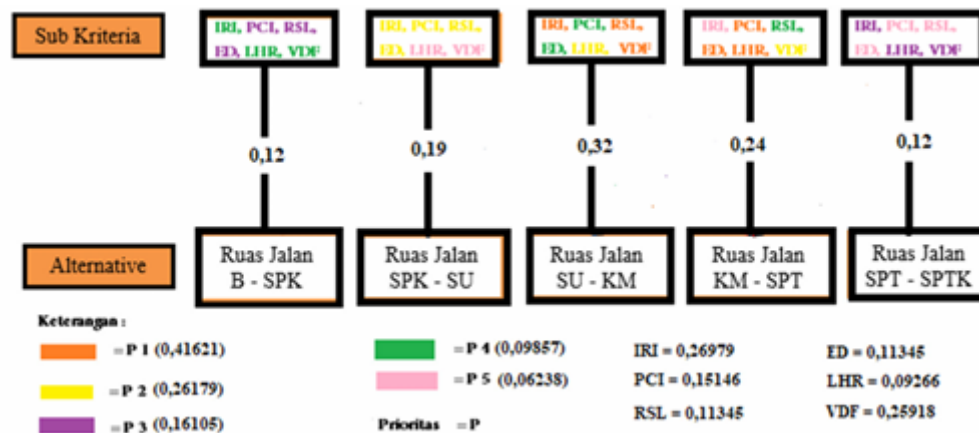 Sub Kriteria
IRI, PCI, RSL,
ED, LHR, VDF
IRI, PCI, RSL,
ED, LHR, VDF
IRI, PCI, RSL,
ED, LHR, VDF
IRI, PCI, RSL,
ED, LHR, VDF
IRI, PCI, RSL,
ED, LHR, VDF
0,12
0,19
0,32
0,24
0,12
Alternative
Ruas Jalan
B - SPK
Ruas Jalan
SPK - SU
Ruas Jalan
SU - KM
Ruas Jalan
KM - SPT
Ruas Jalan
SPT - SPTK
Keterangan :
= P 1 (0,41621)
= P 2 (0,26179)
= P 3 (0,16105)
= P 4 (0,09857)
= P 5 (0,06238)
Prioritas = P
IRI = 0,26979
PCI = 0,15146
RSL = 0,11345
ED = 0,11345
LHR = 0,09266
VDF = 0,25918